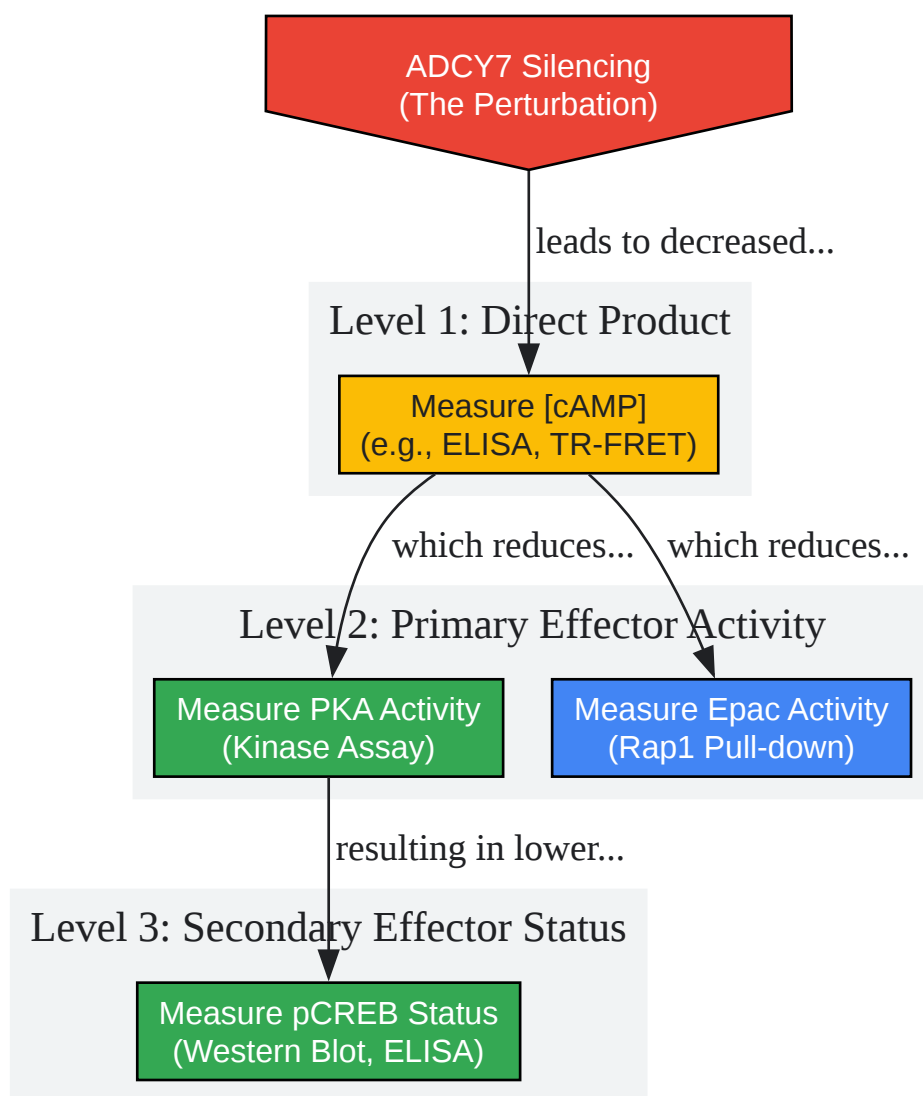 ADCY7 Silencing
(The Perturbation)
leads to decreased...
Level 1: Direct Product
Measure [cAMP]
(e.g., ELISA, TR-FRET)
which reduces...
which reduces...
Level 2: Primary Effector Activity
Measure PKA Activity
(Kinase Assay)
Measure Epac Activity
(Rap1 Pull-down)
resulting in lower...
Level 3: Secondary Effector Status
Measure pCREB Status
(Western Blot, ELISA)